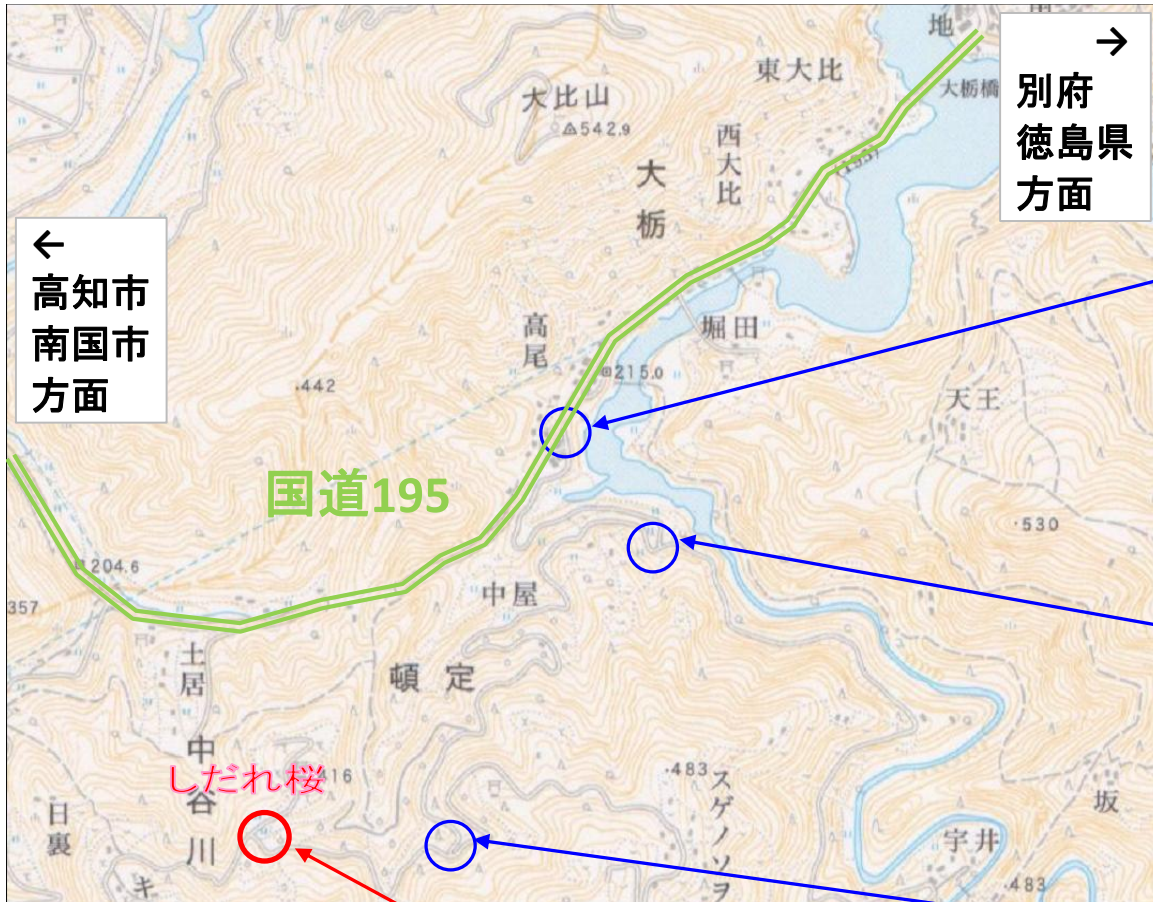 地
→
別府
徳島県
方面
東大比
大栃橋
大比山
542.9
西大比
大栃
(195)
←
高知市
南国市
方面
高尾
堀田
215.0
・442
天王
国道195
・530
204.6
中屋
357
土居
頓定
中谷川
しだれ桜
416
・483
スゲノソヲ
日裏
坂
宇井
・483
キ